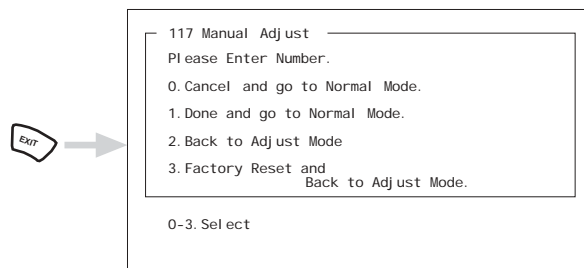 EXIT
117 Manual Adjust
Please Enter Number.
0.Cancel and go to Normal Mode.
1.Done and go to Normal Mode.
2.Back to Adjust Mode
3.Factory Reset and
Back to Adjust Mode.
0-3.Select